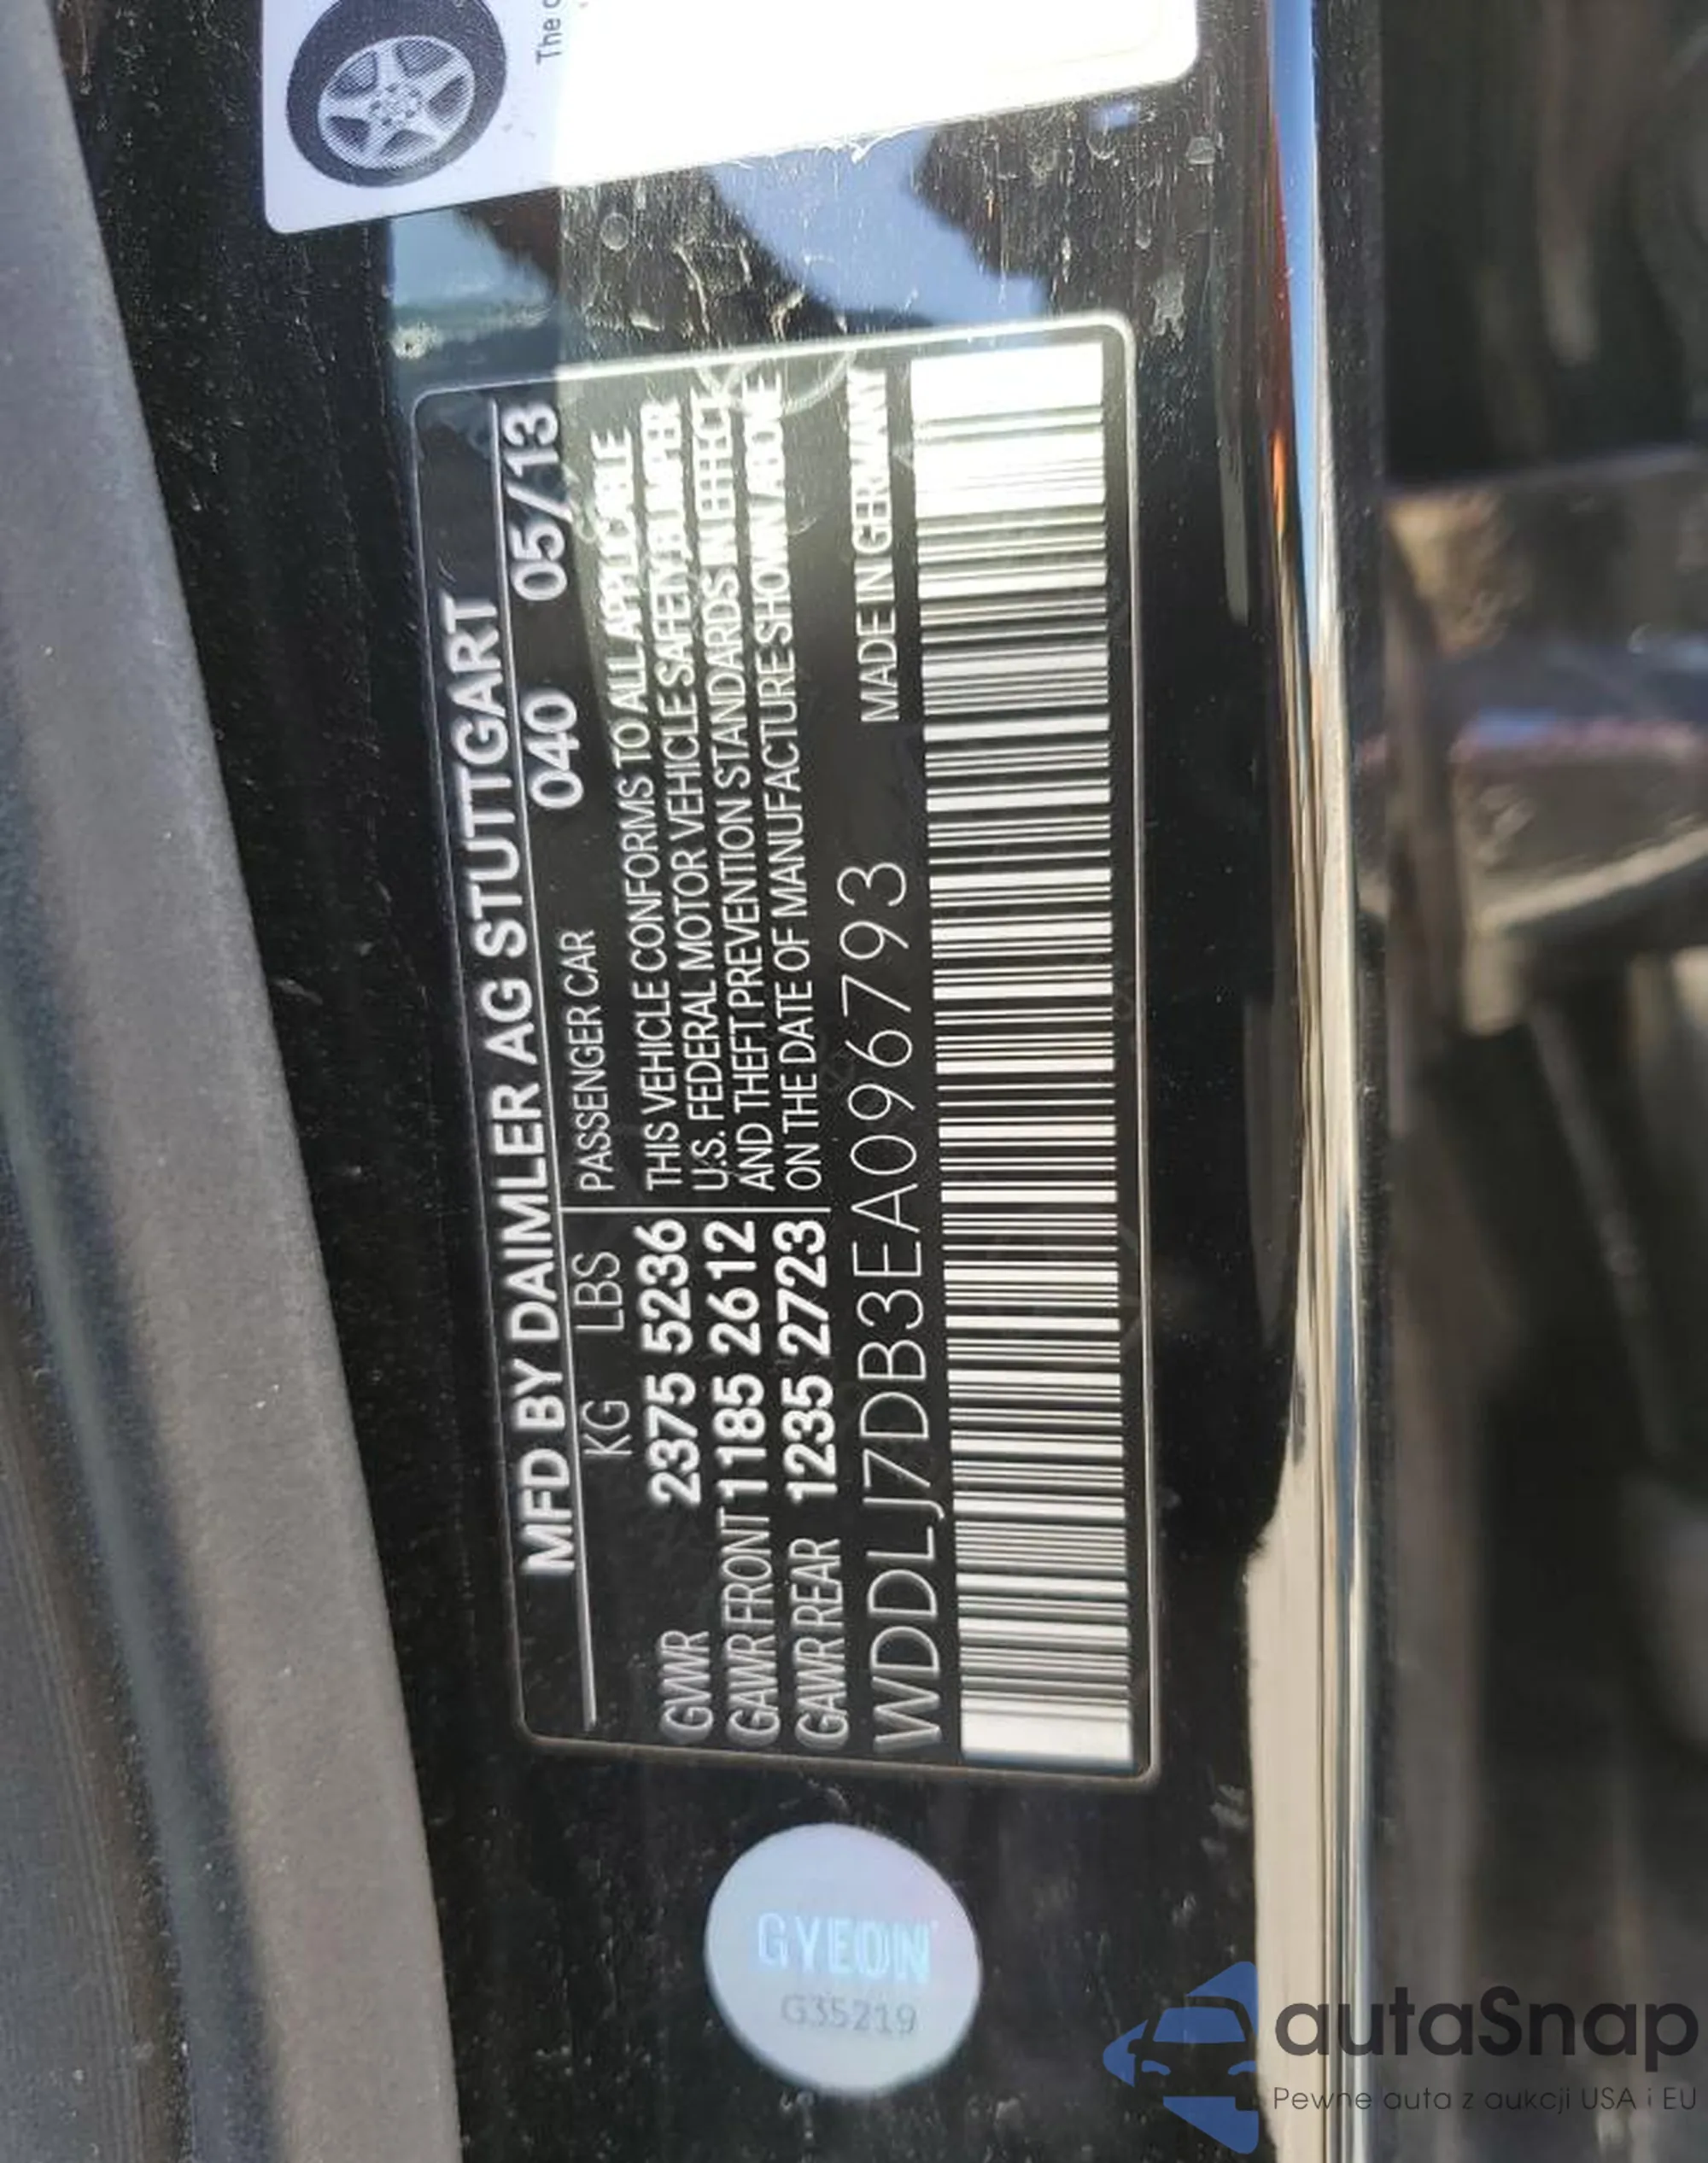 The
MFD BY DAIMLER AG STUTTGART
KG LBS PASSENGER CAR 040 05/13
GVWR 2375 5236 THIS VEHICLE CONFORMS TO ALL APPLICABLE
GAWR FRONT 1185 2612 U.S. FEDERAL MOTOR VEHICLE SAFETY, BUMPER
GAWR REAR 1235 2723 AND THEFT PREVENTION STANDARDS IN EFFECT
ON THE DATE OF MANUFACTURE SHOWN ABOVE
WDDLJ7DB3EA096793 MADE IN GERMANY
GYEON
G35219
autaSnap
Pewne auta z aukcji USA i EU